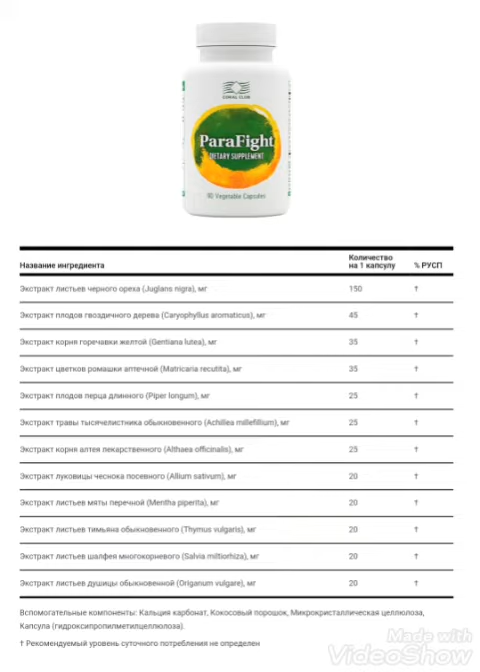 CORAL CLUB
ParaFight
DIETARY SUPPLEMENT
90 Vegetable Capsules
Название ингредиента Количество на 1 капсулу % РУСП
Экстракт листьев черного ореха (Juglans nigra), мг 150 †
Экстракт плодов гвоздичного дерева (Caryophyllus aromaticus), мг 45 †
Экстракт корня горечавки желтой (Gentiana lutea), мг 35 †
Экстракт цветков ромашки аптечной (Matricaria recutita), мг 35 †
Экстракт плодов перца длинного (Piper longum), мг 25 †
Экстракт травы тысячелистника обыкновенного (Achillea millefillium), мг 25 †
Экстракт корня алтея лекарственного (Althaea officinalis), мг 25 †
Экстракт луковицы чеснока посевного (Allium sativum), мг 20 †
Экстракт листьев мяты перечной (Mentha piperita), мг 20 †
Экстракт листьев тимьяна обыкновенного (Thymus vulgaris), мг 20 †
Экстракт листьев шалфея многокорневого (Salvia miltiorhiza), мг 20 †
Экстракт листьев душицы обыкновенной (Origanum vulgare), мг 20 †
Вспомогательные компоненты: Кальция карбонат, Кокосовый порошок, Микрокристаллическая целлюлоза,
Капсула (гидроксипропилметилцеллюлоза).
† Рекомендуемый уровень суточного потребления не определен
Made with
VideoShow